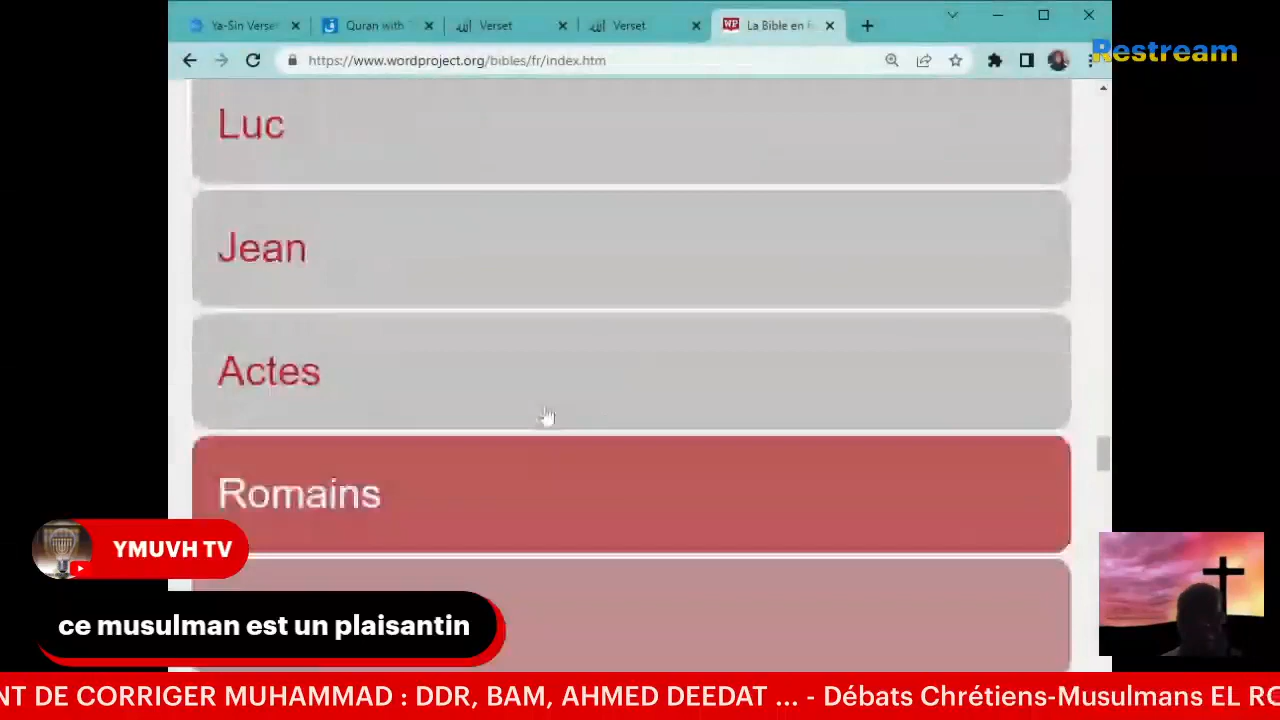 Ya-Sin Verse
Quran with
Verset
Verset
La Bible en
Restream
https://www.wordproject.org/bibles/fr/index.htm
Luc
Jean
Actes
Romains
YMUVH TV
ce musulman est un plaisantin
NT DE CORRIGER MUHAMMAD : DDR, BAM, AHMED DEEDAT ... - Débats Chrétiens-Musulmans EL RO